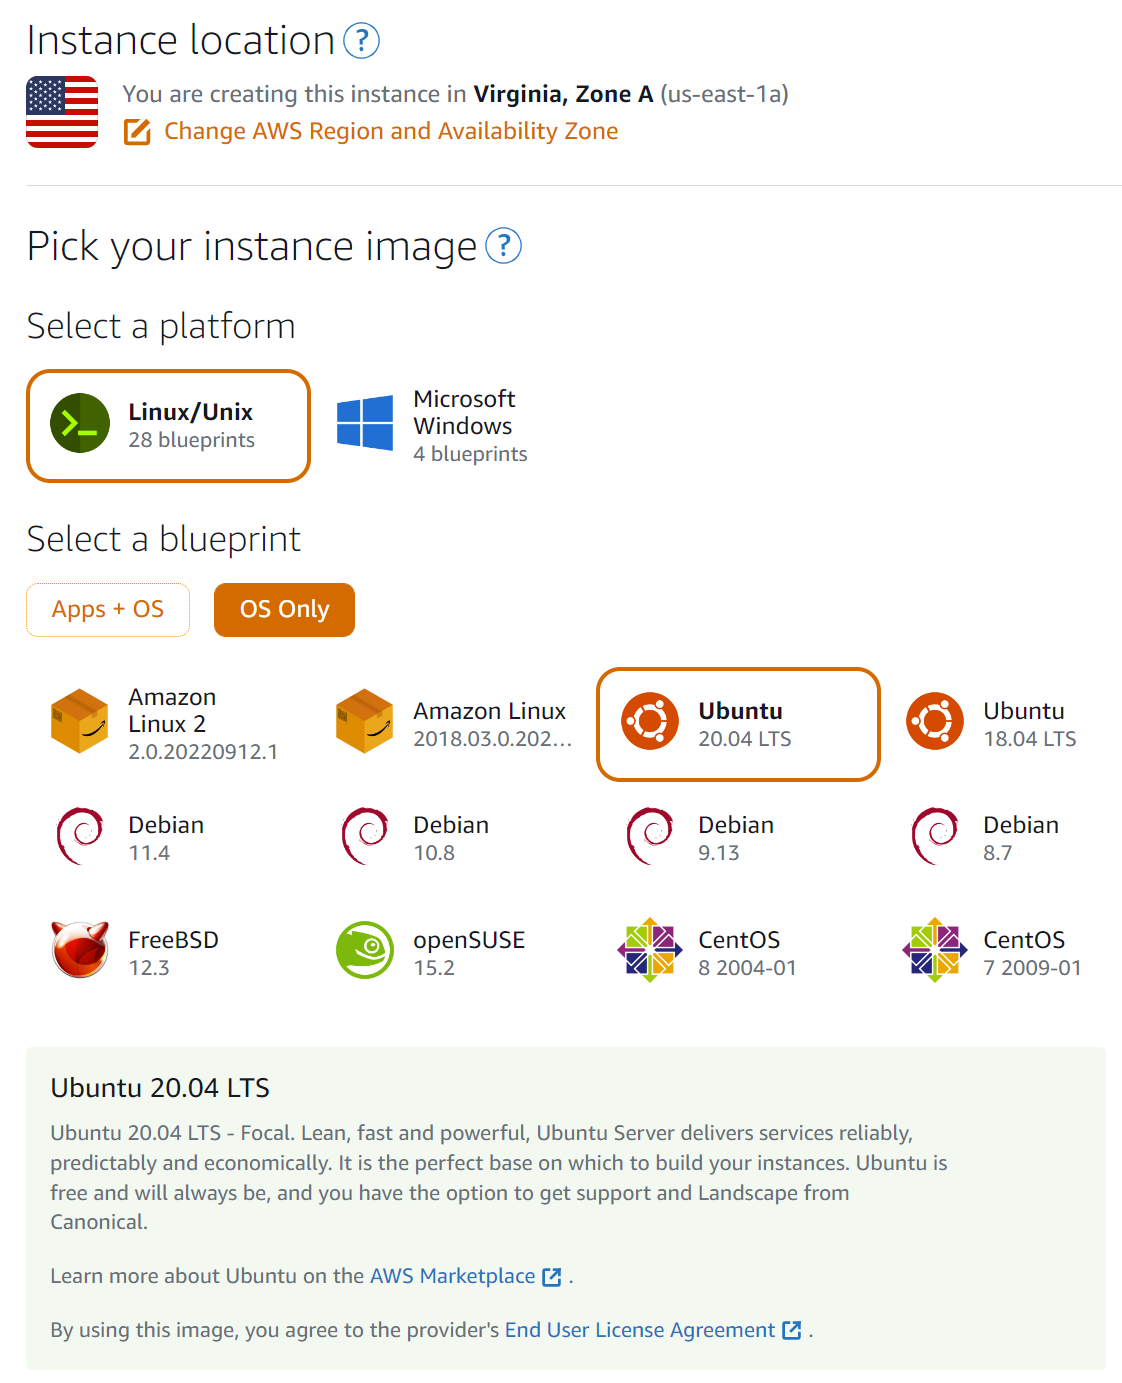 Instance location ?
You are creating this instance in Virginia, Zone A (us-east-1a)
Change AWS Region and Availability Zone
Pick your instance image ?
Select a platform
Linux/Unix
28 blueprints
Microsoft
Windows
4 blueprints
Select a blueprint
Apps + OS
OS Only
Amazon
Linux 2
2.0.20220912.1
Amazon Linux
2018.03.0.202...
Ubuntu
20.04 LTS
Ubuntu
18.04 LTS
Debian
11.4
Debian
10.8
Debian
9.13
Debian
8.7
FreeBSD
12.3
openSUSE
15.2
CentOS
8 2004-01
CentOS
7 2009-01
Ubuntu 20.04 LTS
Ubuntu 20.04 LTS - Focal. Lean, fast and powerful, Ubuntu Server delivers services reliably,
predictably and economically. It is the perfect base on which to build your instances. Ubuntu is
free and will always be, and you have the option to get support and Landscape from
Canonical.
Learn more about Ubuntu on the AWS Marketplace .
By using this image, you agree to the provider's End User License Agreement .